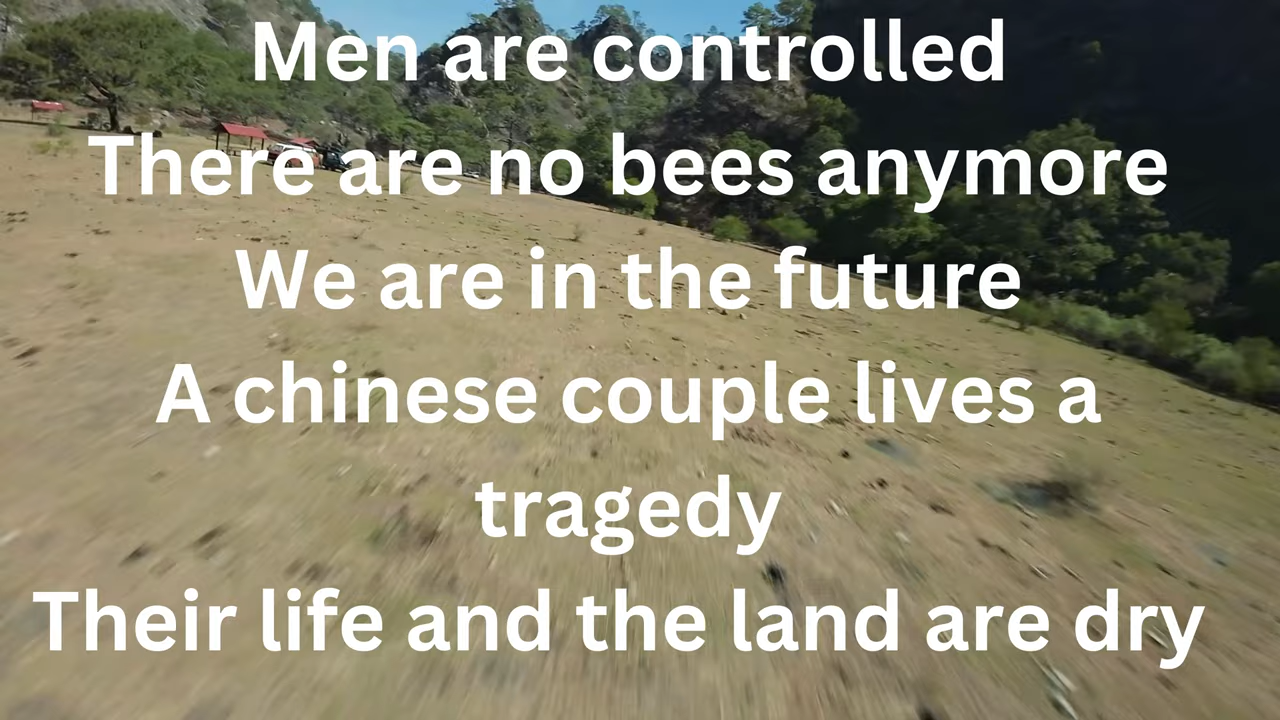 Men are controlled
There are no bees anymore
We are in the future
A chinese couple lives a
tragedy
Their life and the land are dry